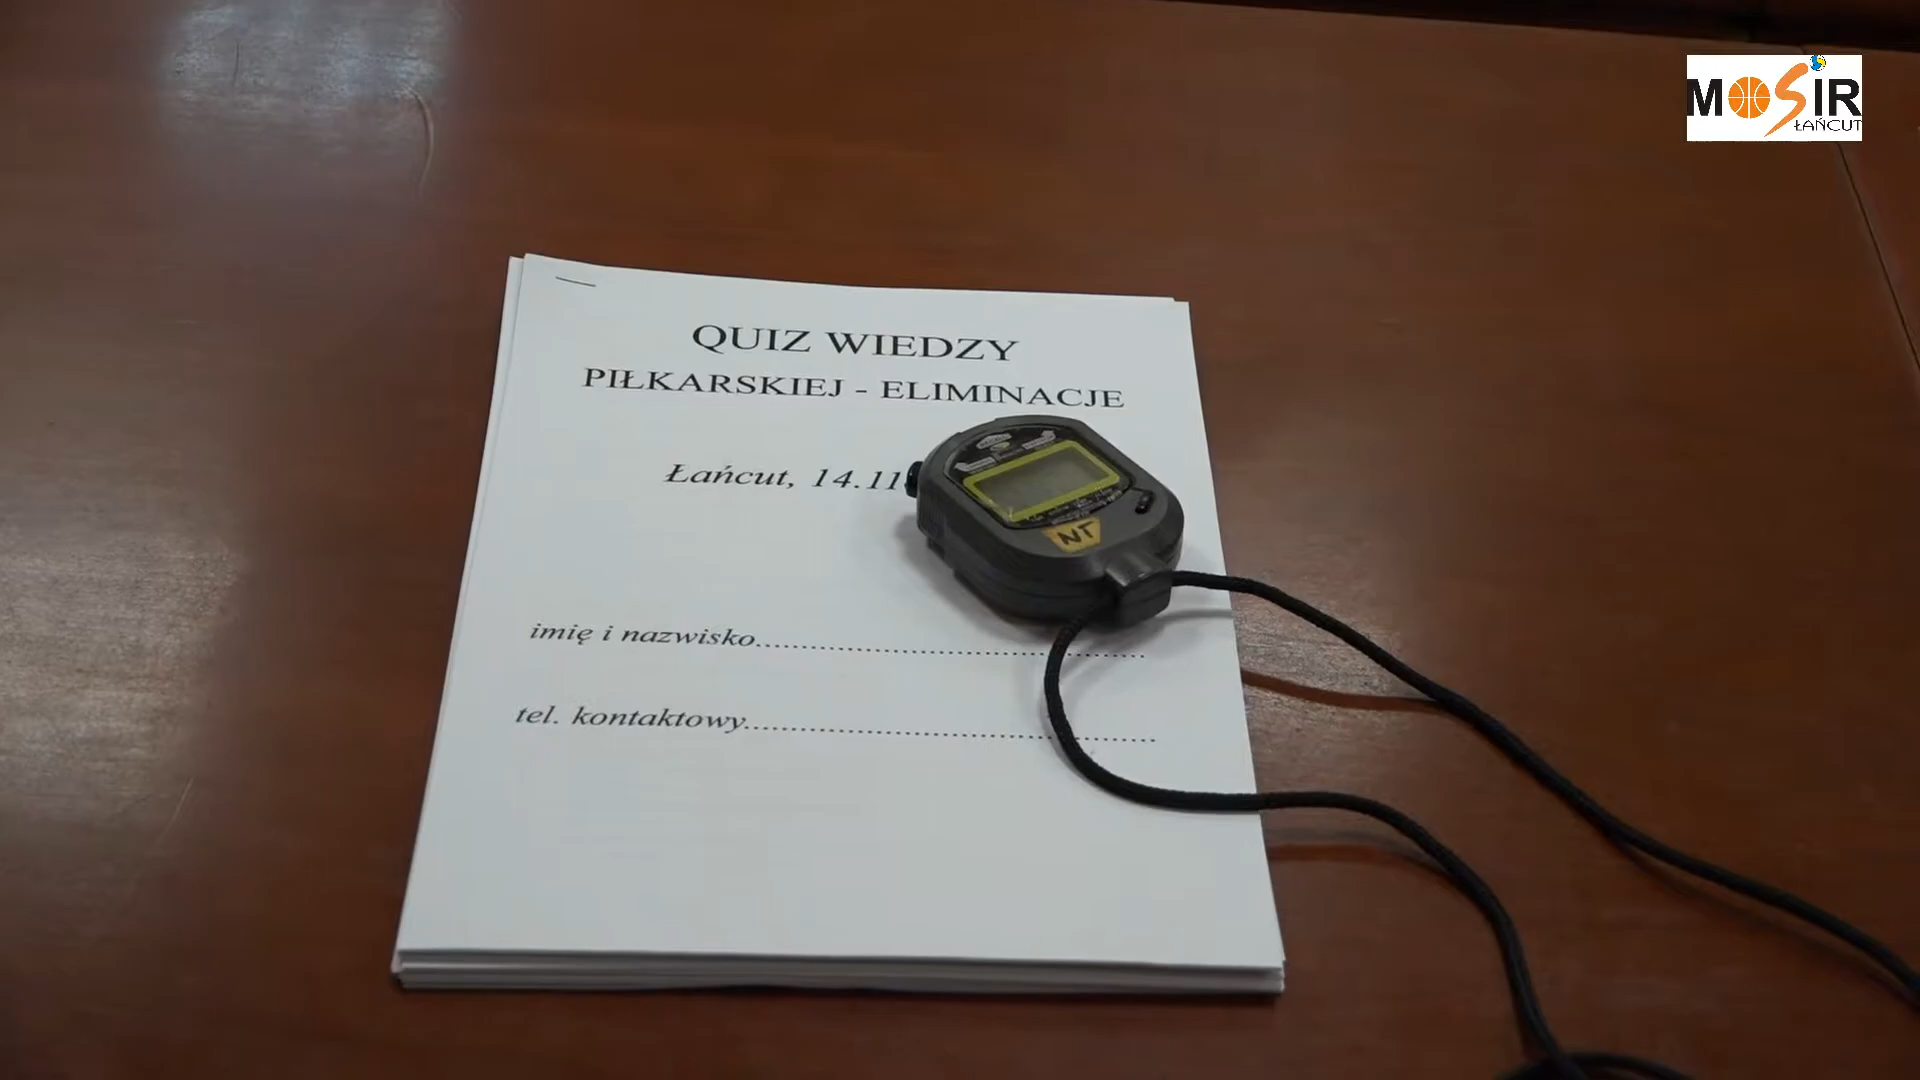 MOSiR
ŁAŃCUT
QUIZ WIEDZY
PIŁKARSKIEJ - ELIMINACJE
Łańcut, 14.11
imię i nazwisko
tel. kontaktowy
NT